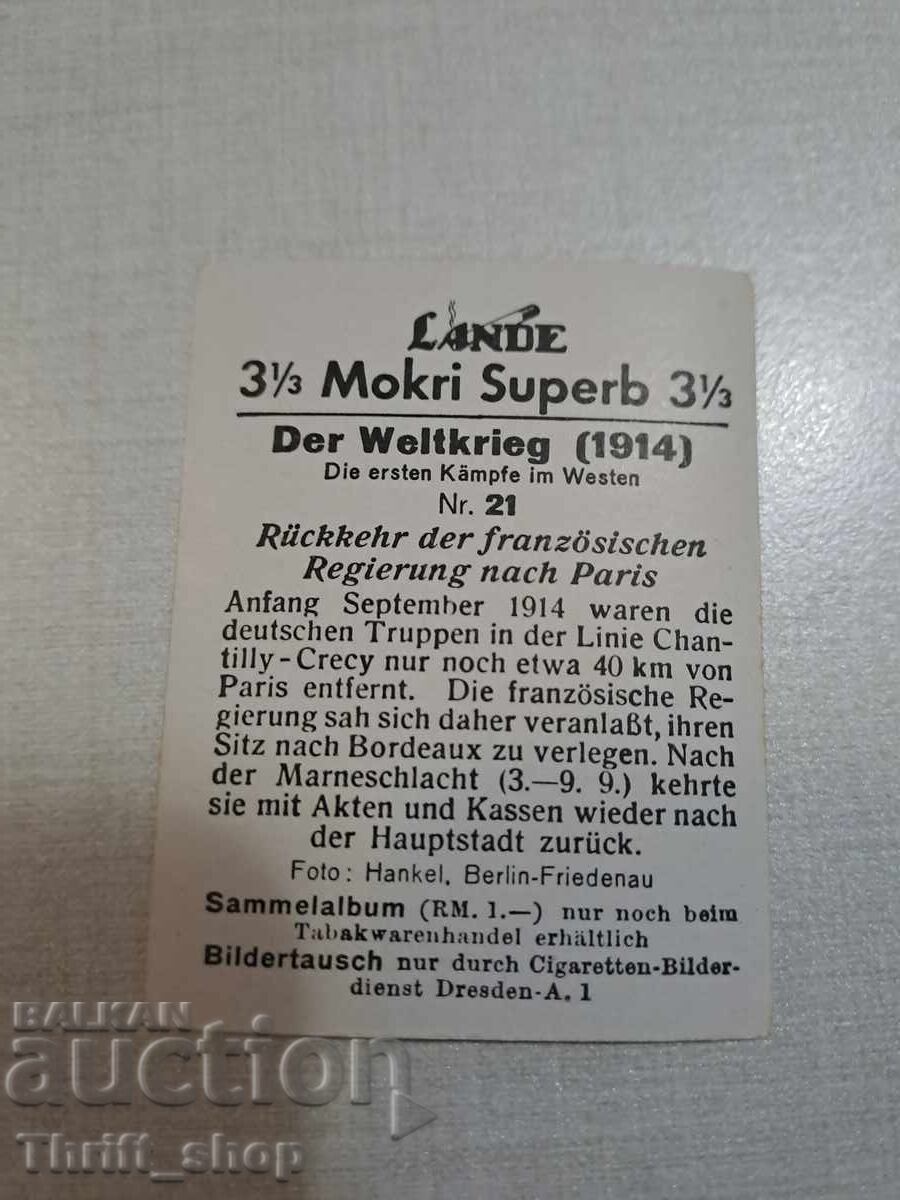 LANDE
3⅓ Mokri Superb 3⅓
Der Weltkrieg (1914)
Die ersten Kämpfe im Westen
Nr. 21
Rückkehr der französischen
Regierung nach Paris
Anfang September 1914 waren die
deutschen Truppen in der Linie Chan-
tilly-Crecy nur noch etwa 40 km von
Paris entfernt. Die französische Re-
gierung sah sich daher veranlaßt, ihren
Sitz nach Bordeaux zu verlegen. Nach
der Marneschlacht (3.—9. 9.) kehrte
sie mit Akten und Kassen wieder nach
der Hauptstadt zurück.
Foto: Hankel, Berlin-Friedenau
Sammelalbum (RM. 1.—) nur noch beim
Tabakwarenhandel erhältlich
Bildertausch nur durch Cigaretten-Bilder-
dienst Dresden-A. 1
BALKAN
auction
Thrift_shop